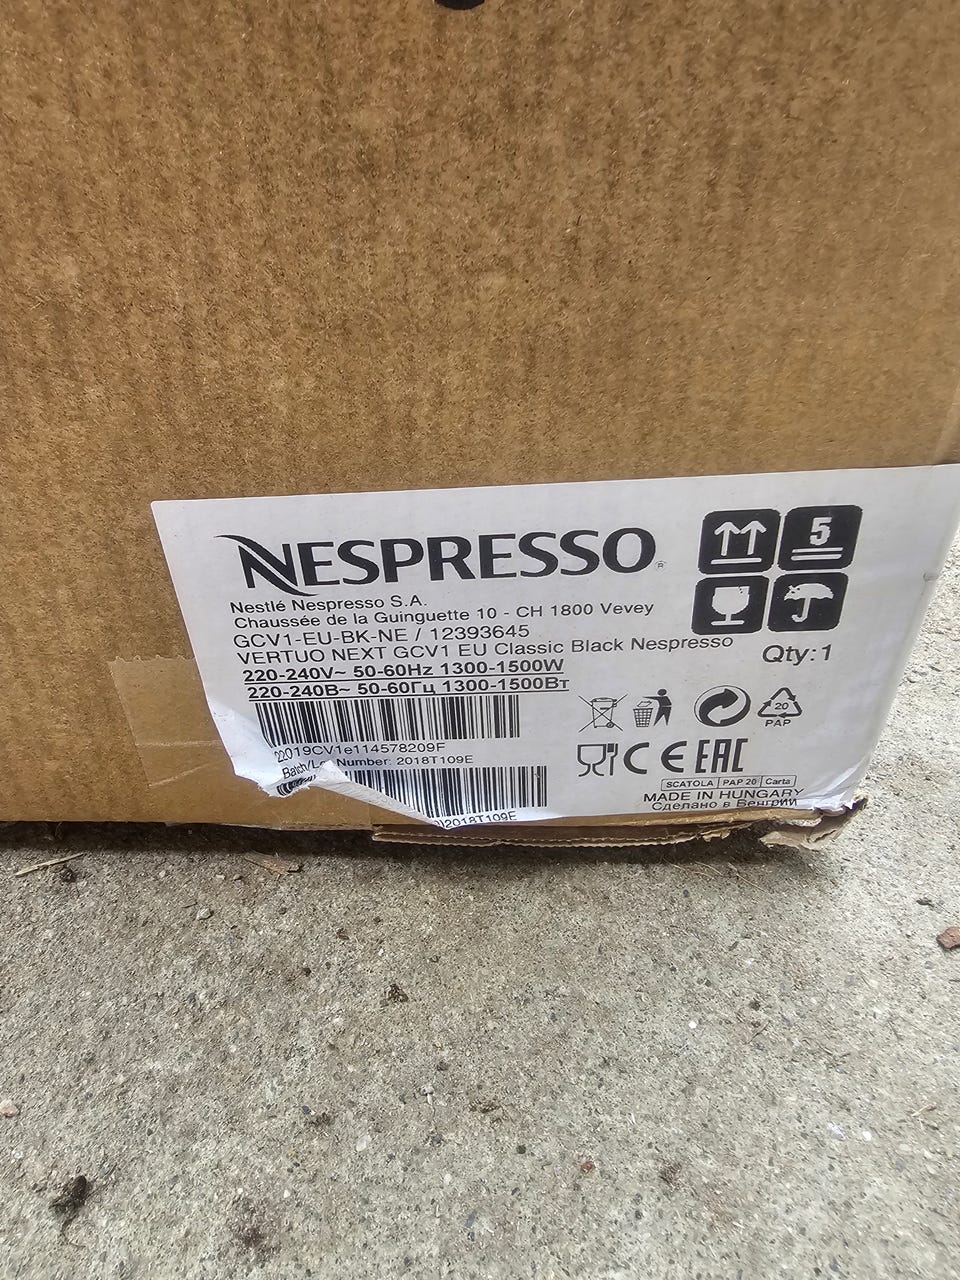 NESPRESSO
Nestlé Nespresso S.A.
Chaussée de la Guinguette 10 - CH 1800 Vevey
GCV1-EU-BK-NE / 12393645
VERTUO NEXT GCV1 EU Classic Black Nespresso
220-240V~ 50-60Hz 1300-1500W
220-240В~ 50-60Гц 1300-1500Вт
5
Qty:1
22019CV1e114578209F
Number: 2018T109E
2018T109E
20
PAP
CE EAC
SCATOLA PAP 20 Carta
MADE IN HUNGARY
Сделано в Венгрии